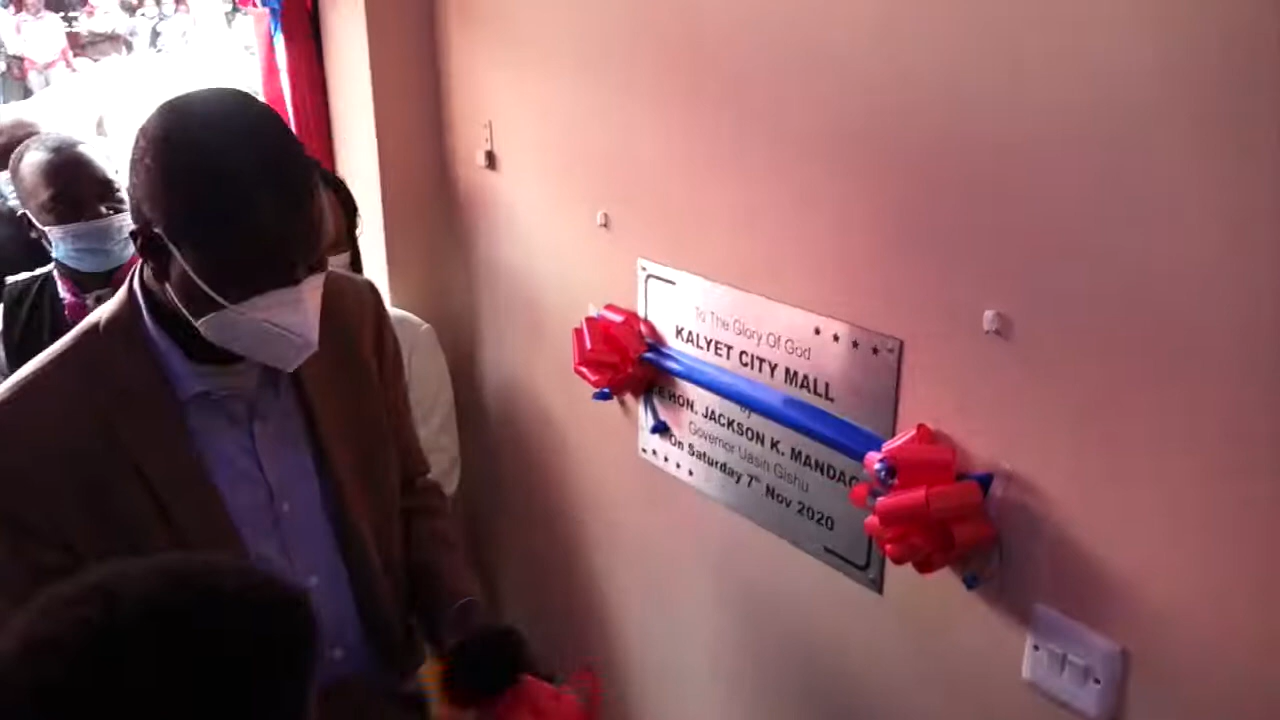 To The Glory Of God
KALYET CITY MALL
by
HON. JACKSON K. MANDAG
Governor Uasin Gishu
On Saturday 7th Nov 2020